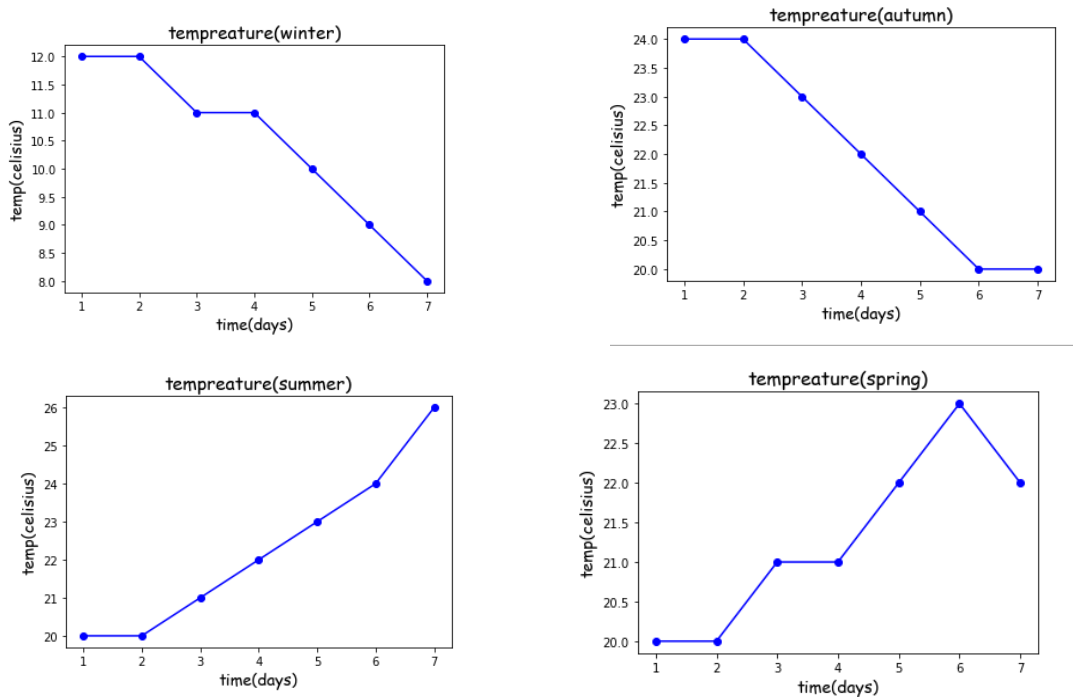 tempreature(winter)
temp(celisius)
12.0
11.5
11.0
10.5
10.0
9.5
9.0
8.5
8.0
1 2 3 4 5 6 7
time(days)
tempreature(autumn)
temp(celisius)
24.0
23.5
23.0
22.5
22.0
21.5
21.0
20.5
20.0
1 2 3 4 5 6 7
time(days)
tempreature(summer)
temp(celisius)
26
25
24
23
22
21
20
1 2 3 4 5 6 7
time(days)
tempreature(spring)
temp(celisius)
23.0
22.5
22.0
21.5
21.0
20.5
20.0
1 2 3 4 5 6 7
time(days)